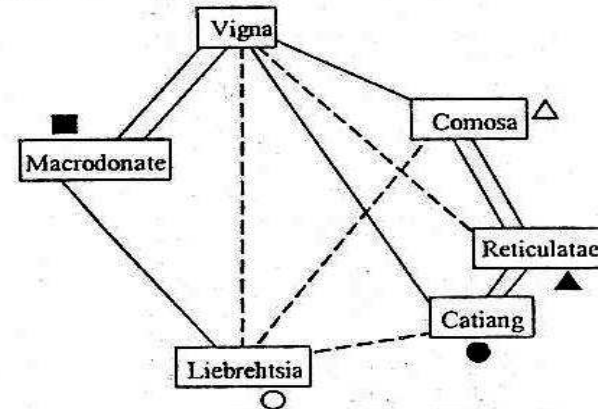 Vigna
Comosa
Macrodonate
Reticulatae
Catiang
Liebrehtsia